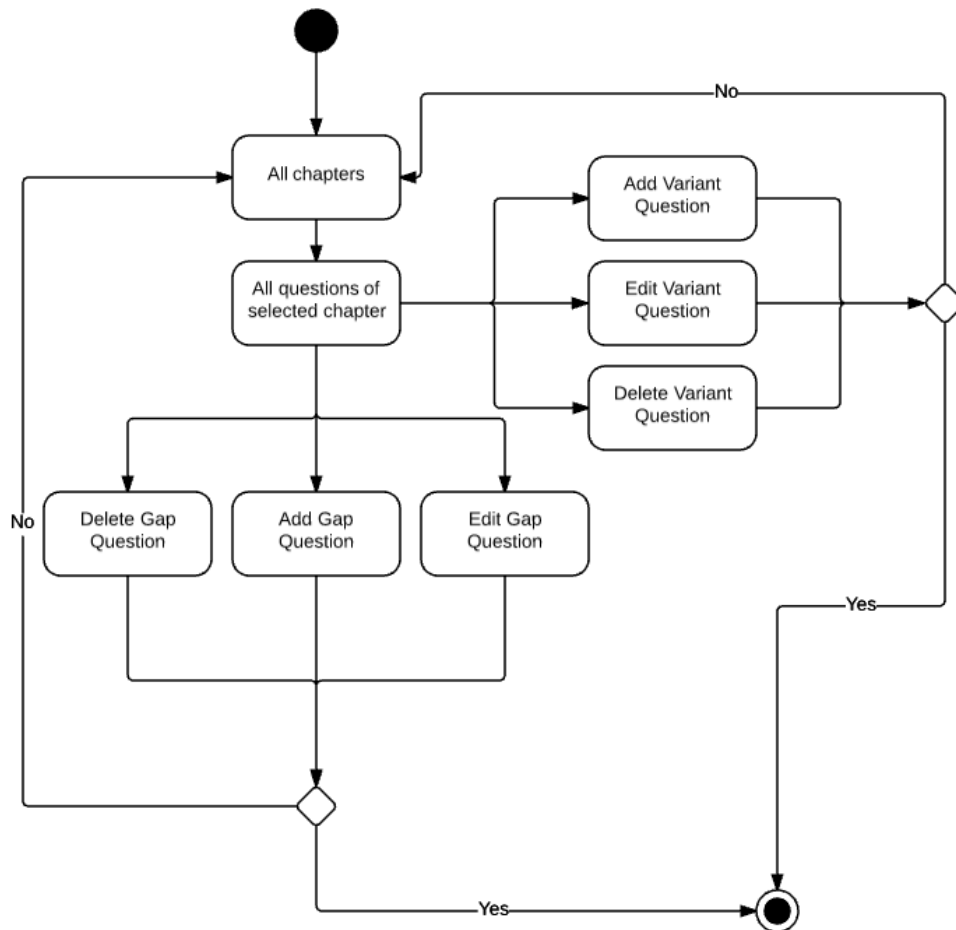 No
All chapters
Add Variant
Question
All questions of
selected chapter
Edit Variant
Question
Delete Variant
Question
No
Delete Gap
Question
Add Gap
Question
Edit Gap
Question
Yes
Yes